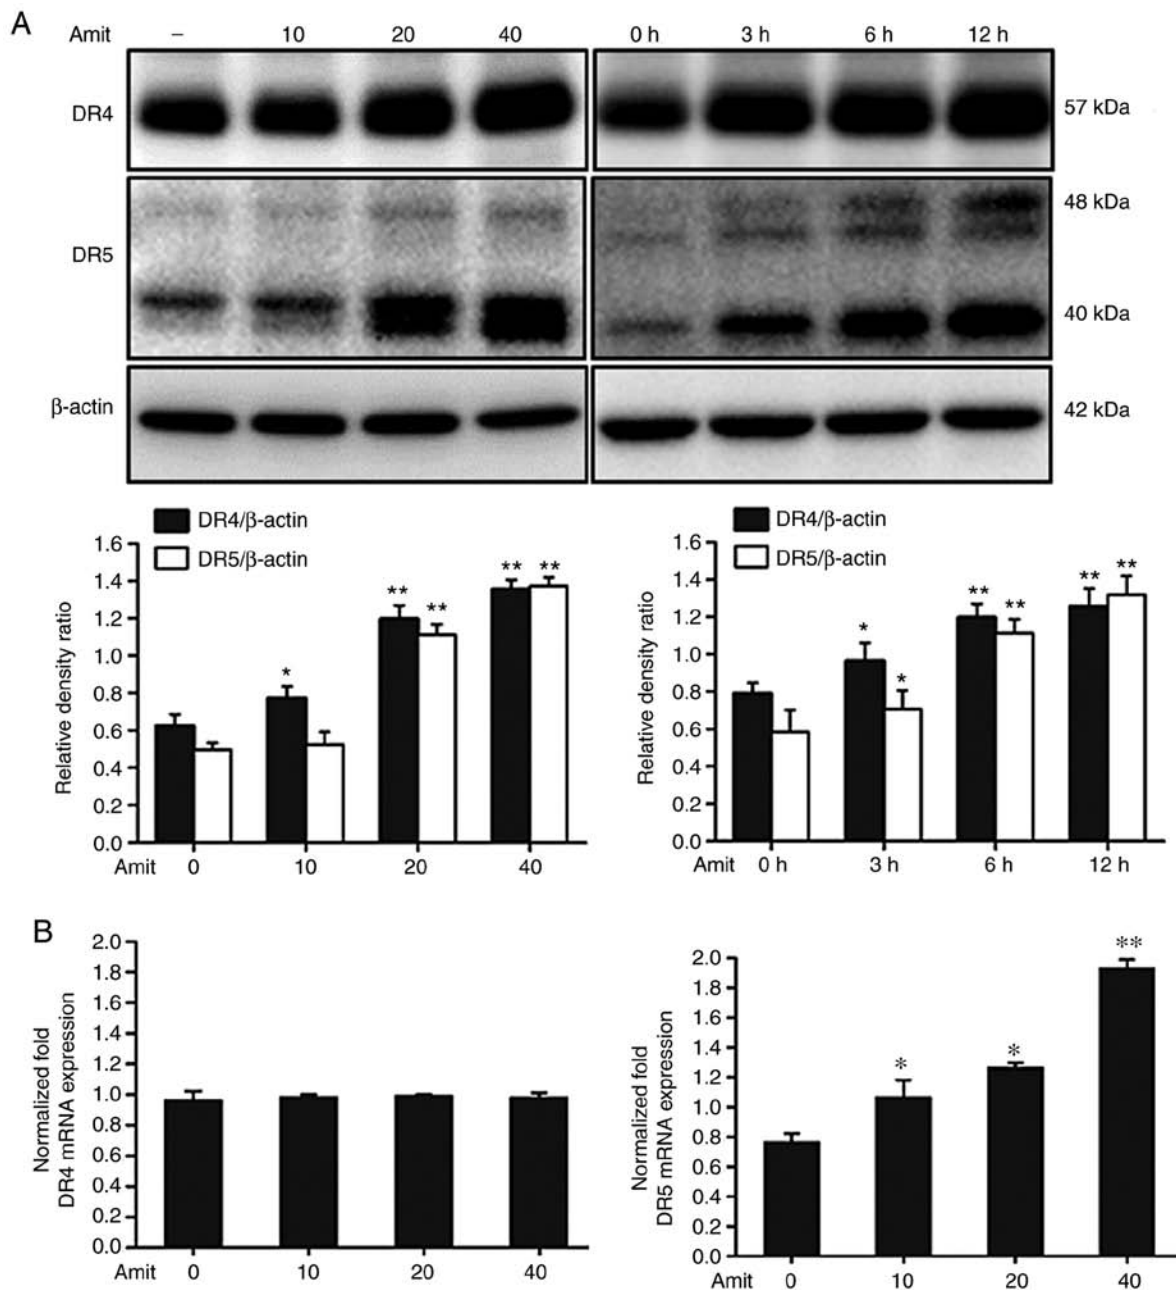 A
Amit – 10 20 40 0 h 3 h 6 h 12 h
DR4 57 kDa
48 kDa
DR5
40 kDa
β-actin 42 kDa
DR4/β-actin
DR5/β-actin
Relative density ratio
1.6
1.4
1.2
1.0
0.8
0.6
0.4
0.2
0.0
* ** ** ** **
Amit 0 10 20 40
DR4/β-actin
DR5/β-actin
Relative density ratio
1.6
1.4
1.2
1.0
0.8
0.6
0.4
0.2
0.0
* * ** ** ** **
Amit 0 h 3 h 6 h 12 h
B
Normalized fold
DR4 mRNA expression
2.0
1.8
1.6
1.4
1.2
1.0
0.8
0.6
0.4
0.2
0.0
Amit 0 10 20 40
Normalized fold
DR5 mRNA expression
2.0
1.8
1.6
1.4
1.2
1.0
0.8
0.6
0.4
0.2
0.0
* * **
Amit 0 10 20 40